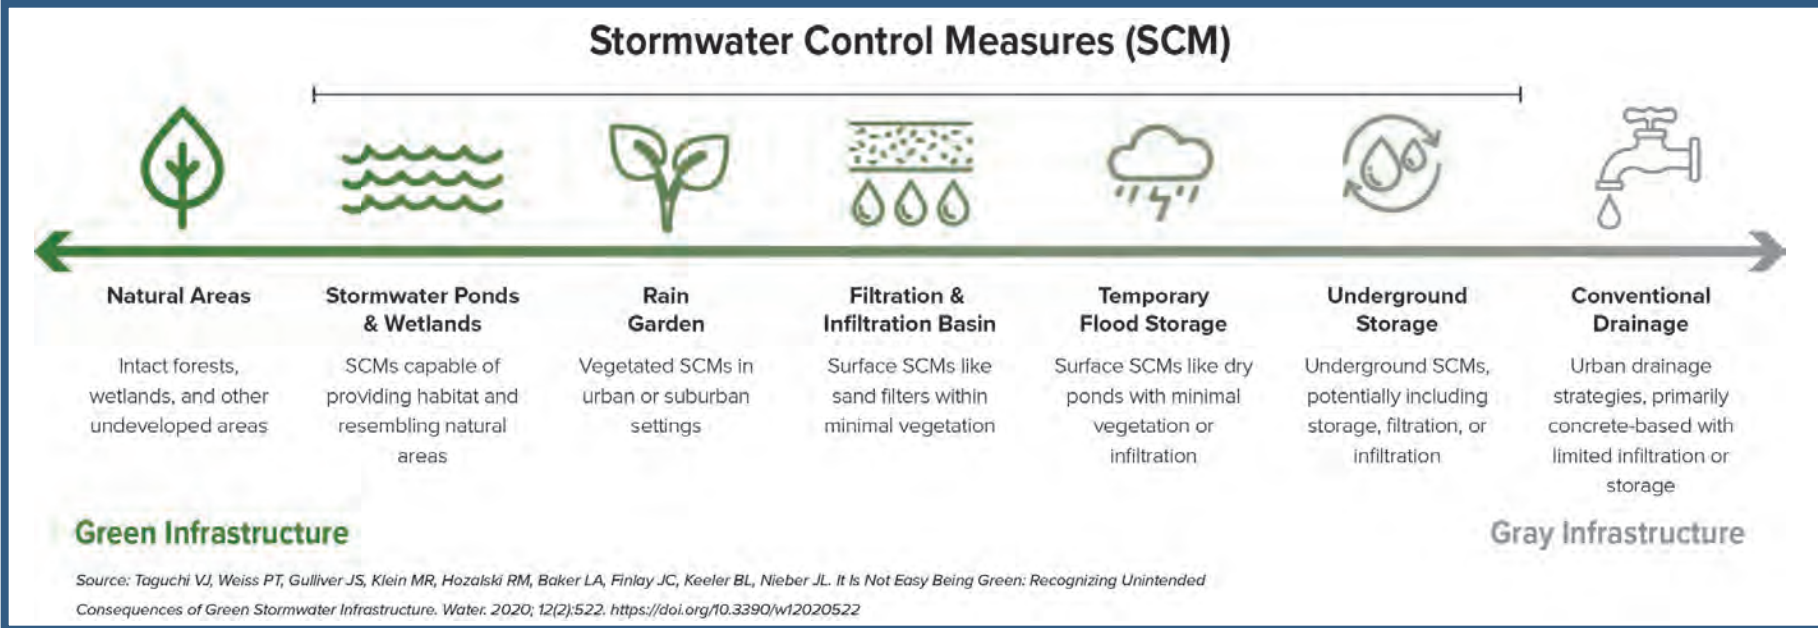 Stormwater Control Measures (SCM)
Natural Areas
Intact forests,
wetlands, and other
undeveloped areas
Stormwater Ponds
& Wetlands
SCMs capable of
providing habitat and
resembling natural
areas
Rain
Garden
Vegetated SCMs in
urban or suburban
settings
Filtration &
Infiltration Basin
Surface SCMs like
sand filters within
minimal vegetation
Temporary
Flood Storage
Surface SCMs like dry
ponds with minimal
vegetation or
infiltration
Underground
Storage
Underground SCMs,
potentially including
storage, filtration, or
infiltration
Conventional
Drainage
Urban drainage
strategies, primarily
concrete-based with
limited infiltration or
storage
Green Infrastructure
Gray Infrastructure
Source: Taguchi VJ, Weiss PT, Gulliver JS, Klein MR, Hozalski RM, Baker LA, Finlay JC, Keeler BL, Nieber JL. It Is Not Easy Being Green: Recognizing Unintended
Consequences of Green Stormwater Infrastructure. Water. 2020; 12(2):522. https://doi.org/10.3390/w12020522